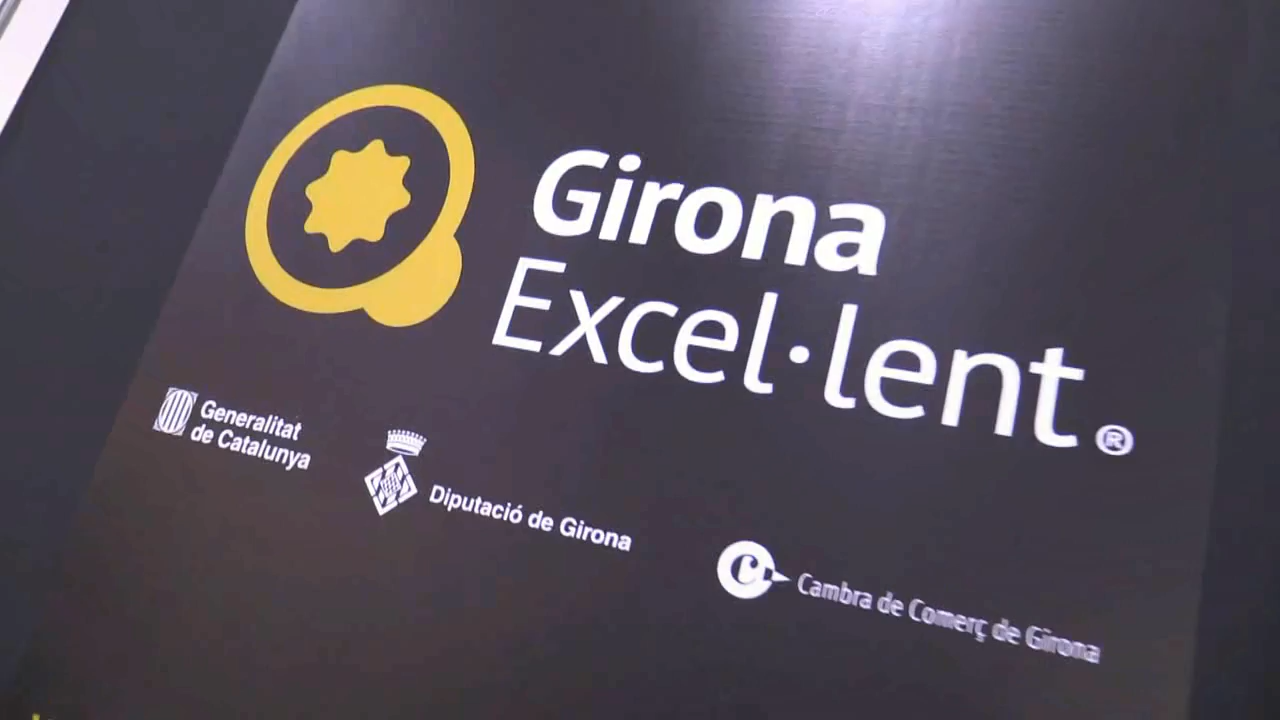 Girona
Excel·lent®
Generalitat
de Catalunya
Diputació de Girona
Cambra de Comerç de Girona